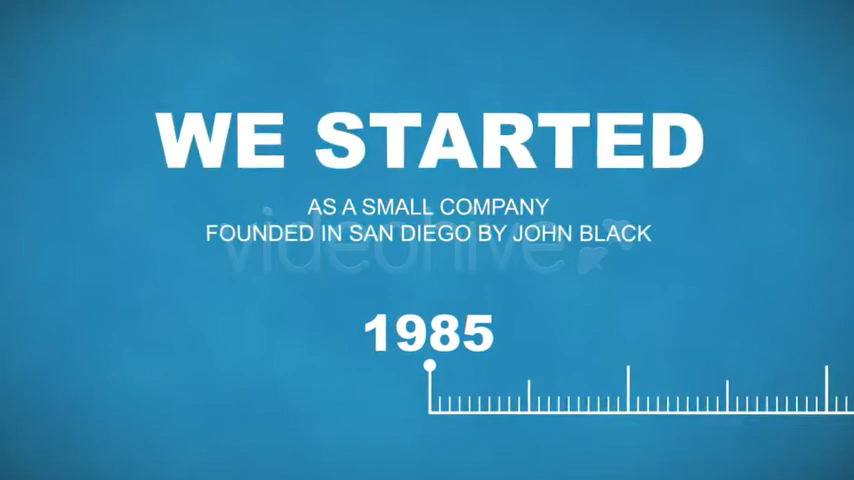 WE STARTED
AS A SMALL COMPANY
FOUNDED IN SAN DIEGO BY JOHN BLACK
videohive
1985